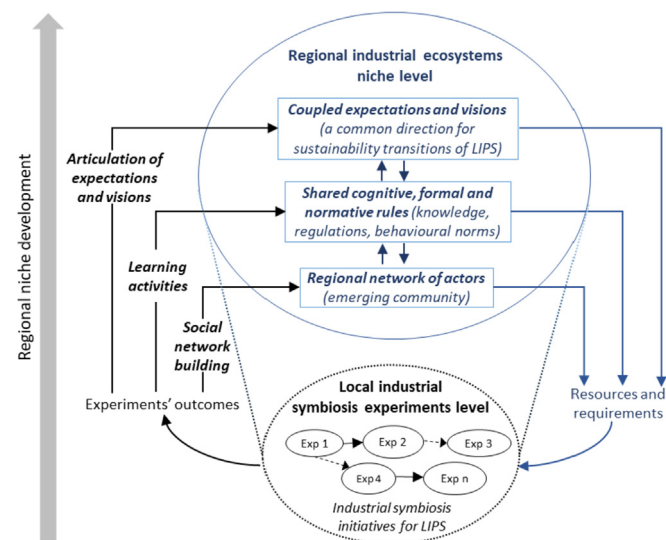 Regional industrial ecosystems
niche level
Coupled expectations and visions
(a common direction for
sustainability transitions of LIPS)
Articulation of
expectations
and visions
Shared cognitive, formal and
normative rules (knowledge,
regulations, behavioural norms)
Learning
activities
Regional network of actors
(emerging community)
Social
network
building
Regional niche development
Experiments' outcomes
Resources and
requirements
Local industrial
symbiosis experiments level
Exp 1
Exp 2
Exp 3
Exp4
Exp n
Industrial symbiosis
initiatives for LIPS